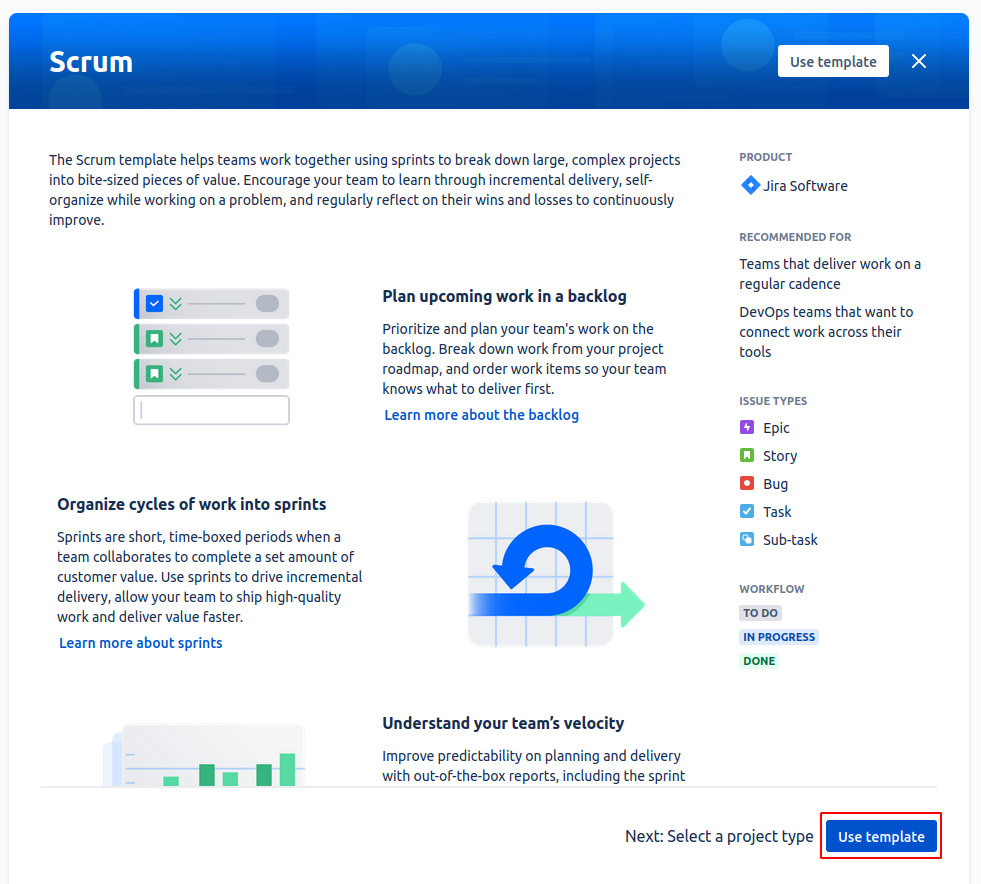 Scrum
Use template
The Scrum template helps teams work together using sprints to break down large, complex projects
into bite-sized pieces of value. Encourage your team to learn through incremental delivery, self-
organize while working on a problem, and regularly reflect on their wins and losses to continuously
improve.
Plan upcoming work in a backlog
Prioritize and plan your team's work on the
backlog. Break down work from your project
roadmap, and order work items so your team
knows what to deliver first.
Learn more about the backlog
Organize cycles of work into sprints
Sprints are short, time-boxed periods when a
team collaborates to complete a set amount of
customer value. Use sprints to drive incremental
delivery, allow your team to ship high-quality
work and deliver value faster.
Learn more about sprints
Understand your team’s velocity
Improve predictability on planning and delivery
with out-of-the-box reports, including the sprint
PRODUCT
Jira Software
RECOMMENDED FOR
Teams that deliver work on a
regular cadence
DevOps teams that want to
connect work across their
tools
ISSUE TYPES
Epic
Story
Bug
Task
Sub-task
WORKFLOW
TO DO
IN PROGRESS
DONE
Next: Select a project type
Use template